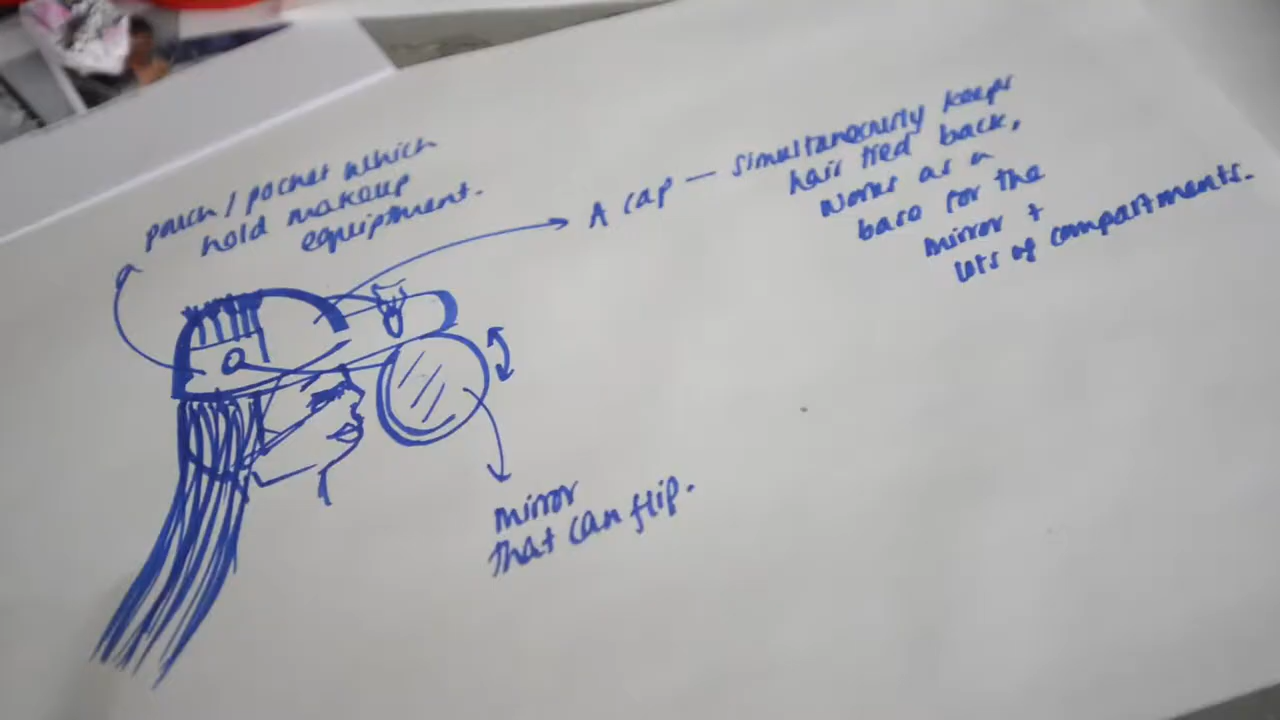 pouch / pocket which
hold makeup
equiptment.
A cap — simultaneously keeps
hair tied back,
works as a
base for the
mirror +
lots of compartments.
mirror
that can flip.